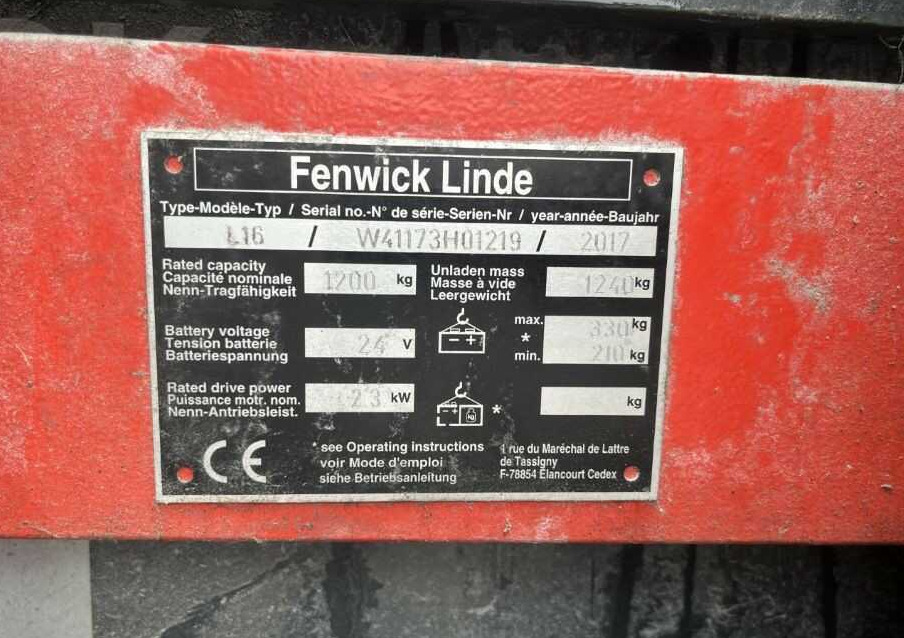 Fenwick Linde
Type-Modèle-Typ / Serial no.-N° de série-Serien-Nr / year-année-Baujahr
L16 / W41173H01219 / 2017
Rated capacity
Capacité nominale
Nenn-Tragfähigkeit
1200 kg
Unladen mass
Masse à vide
Leergewicht
1240 kg
Battery voltage
Tension batterie
Batteriespannung
24 V
- +
max. 330 kg
*
min. 210 kg
Rated drive power
Puissance motr. nom.
Nenn-Antriebsleist.
kW
- + kg *
kg
CE
* see Operating instructions
voir Mode d'emploi
siehe Betriebsanleitung
1 rue du Maréchal de Lattre
de Tassigny
F-78854 Élancourt Cedex